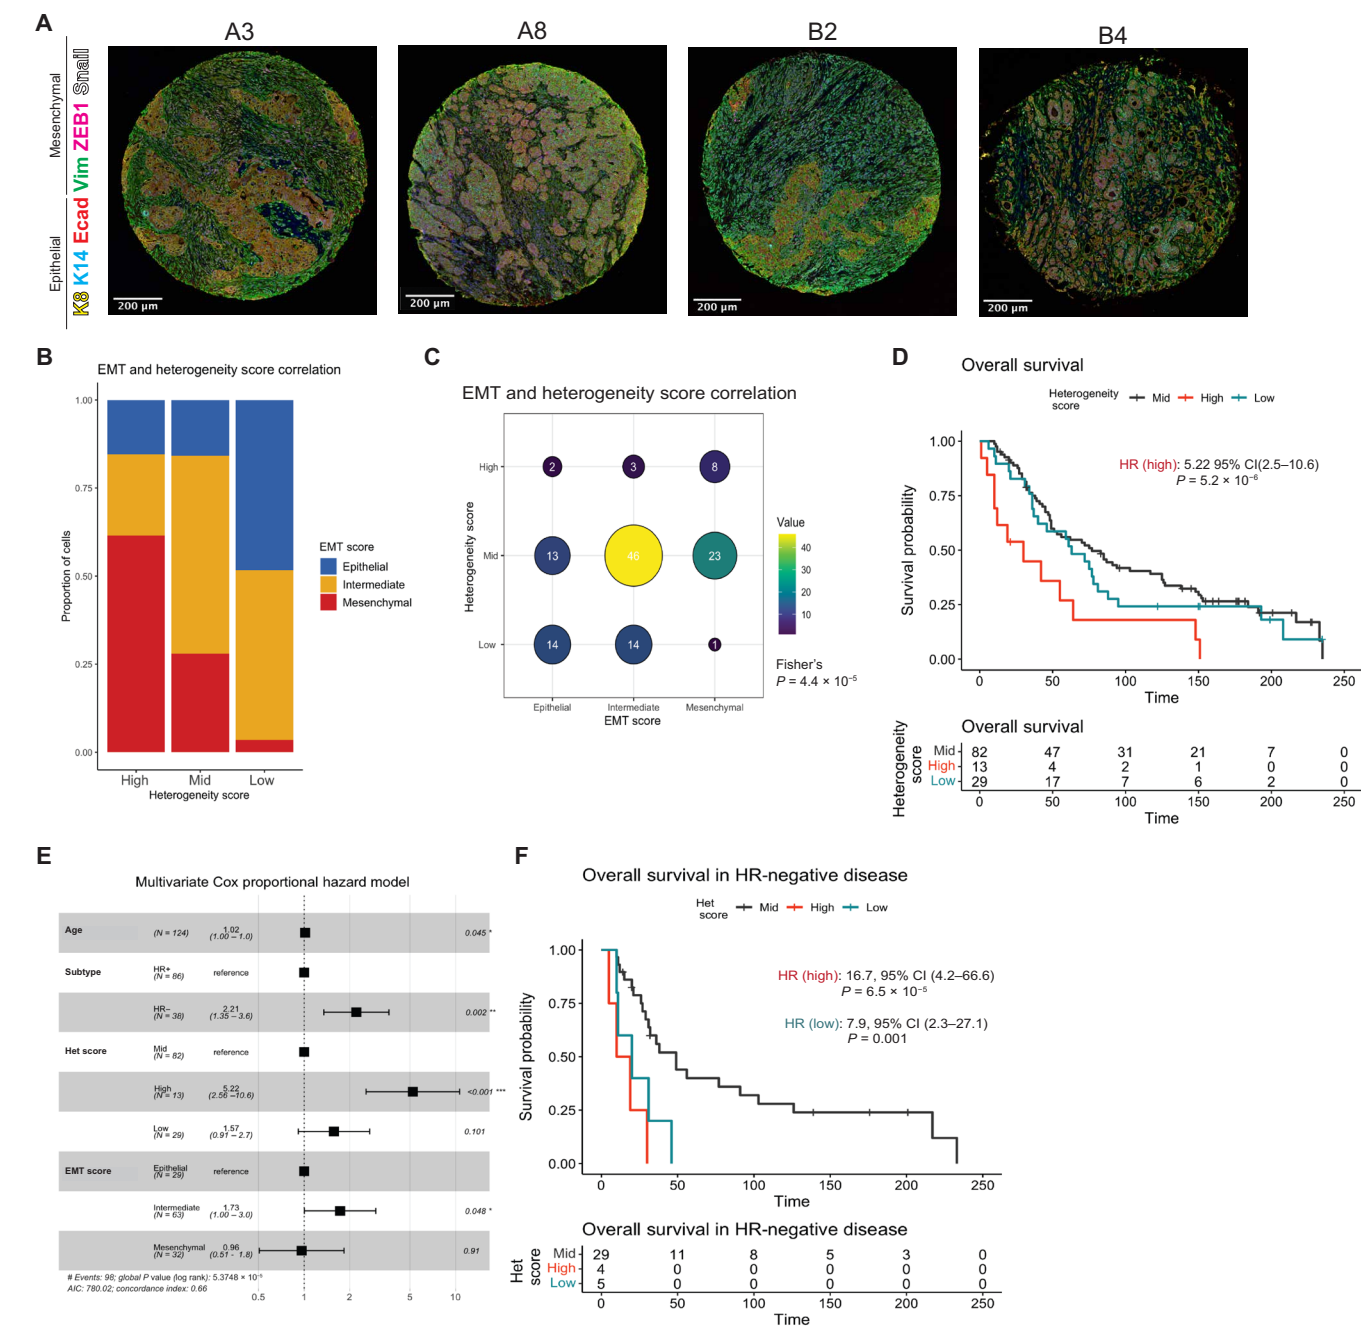 A
A3
A8
B2
B4
Epithelial
Mesenchymal
K8 K14 Ecad Vim ZEB1 Snail
200 µm
200 µm
200 µm
200 µm
B
EMT and heterogeneity score correlation
Proportion of cells
1.00
0.75
0.50
0.25
0.00
High Mid Low
Heterogeneity score
EMT score
Epithelial
Intermediate
Mesenchymal
C
EMT and heterogeneity score correlation
Heterogeneity score
High
Mid
Low
2 3 8
13 46 23
14 14 1
Epithelial Intermediate Mesenchymal
EMT score
Value
40
30
20
10
Fisher's
P = 4.4 × 10⁻⁵
D
Overall survival
Heterogeneity
score
Mid High Low
HR (high): 5.22 95% CI(2.5–10.6)
P = 5.2 × 10⁻⁶
Survival probability
1.00
0.75
0.50
0.25
0.00
0 50 100 150 200 250
Time
Overall survival
Heterogeneity
score
Mid 82 47 31 21 7 0
High 13 4 2 1 0 0
Low 29 17 7 6 2 0
0 50 100 150 200 250
Time
E
Multivariate Cox proportional hazard model
Age (N = 124) 1.02 (1.00 – 1.0) 0.045 *
Subtype HR+ (N = 86) reference
HR− (N = 38) 2.21 (1.35 – 3.6) 0.002 **
Het score Mid (N = 82) reference
High (N = 13) 5.22 (2.56 –10.6) <0.001 ***
Low (N = 29) 1.57 (0.91 – 2.7) 0.101
EMT score Epithelial (N = 29) reference
Intermediate (N = 63) 1.73 (1.00 – 3.0) 0.048 *
Mesenchymal (N = 32) 0.96 (0.51 - 1.8) 0.91
# Events: 98; global P value (log rank): 5.3748 × 10⁻⁵
AIC: 780.02; concordance index: 0.66
0.5 1 2 5 10
F
Overall survival in HR-negative disease
Het
score
Mid High Low
HR (high): 16.7, 95% CI (4.2–66.6)
P = 6.5 × 10⁻⁵
HR (low): 7.9, 95% CI (2.3–27.1)
P = 0.001
Survival probability
1.00
0.75
0.50
0.25
0.00
0 50 100 150 200 250
Time
Overall survival in HR-negative disease
Het
score
Mid 29 11 8 5 3 0
High 4 0 0 0 0 0
Low 5 0 0 0 0 0
0 50 100 150 200 250
Time